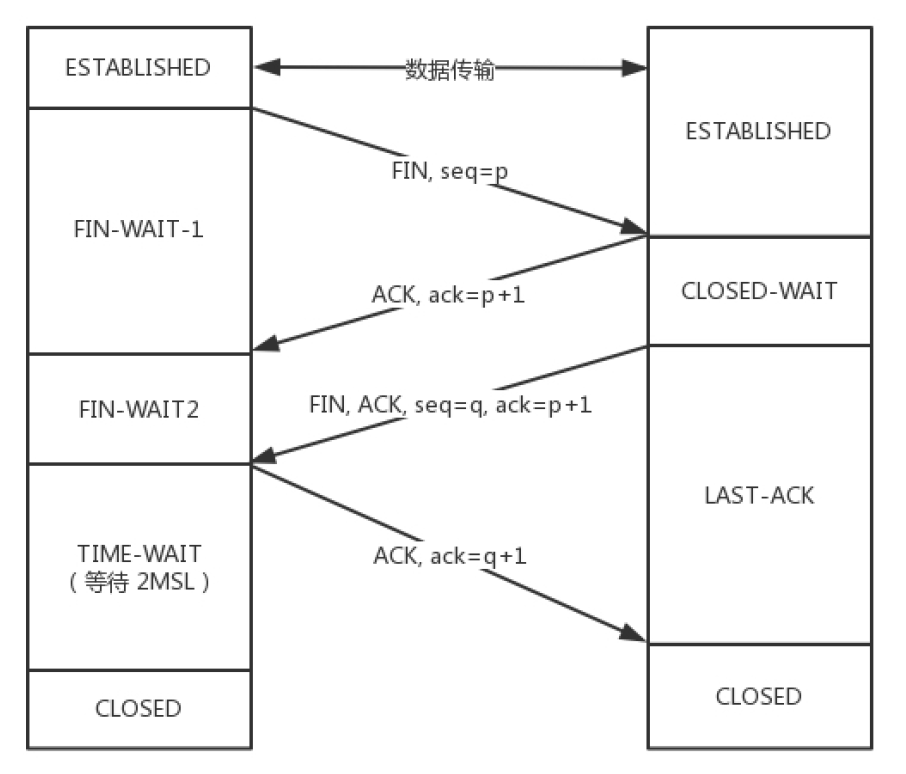 ESTABLISHED
数据传输
ESTABLISHED
FIN, seq=p
FIN-WAIT-1
CLOSED-WAIT
ACK, ack=p+1
FIN-WAIT2
FIN, ACK, seq=q, ack=p+1
LAST-ACK
TIME-WAIT
（等待 2MSL）
ACK, ack=q+1
CLOSED
CLOSED